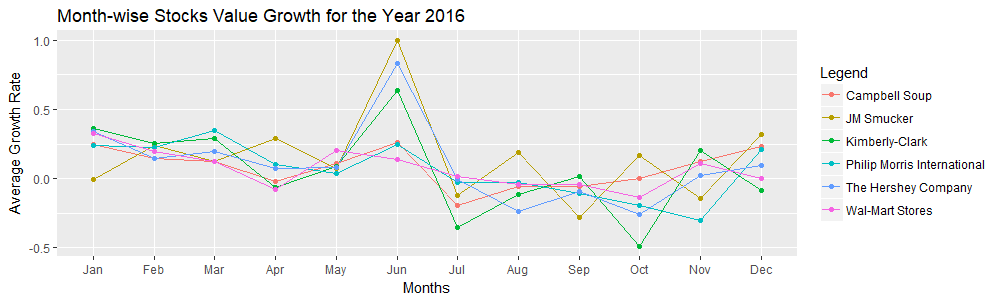 Month-wise Stocks Value Growth for the Year 2016
Average Growth Rate
1.0
0.5
0.0
-0.5
Jan Feb Mar Apr May Jun Jul Aug Sep Oct Nov Dec
Months
Legend
Campbell Soup
JM Smucker
Kimberly-Clark
Philip Morris International
The Hershey Company
Wal-Mart Stores